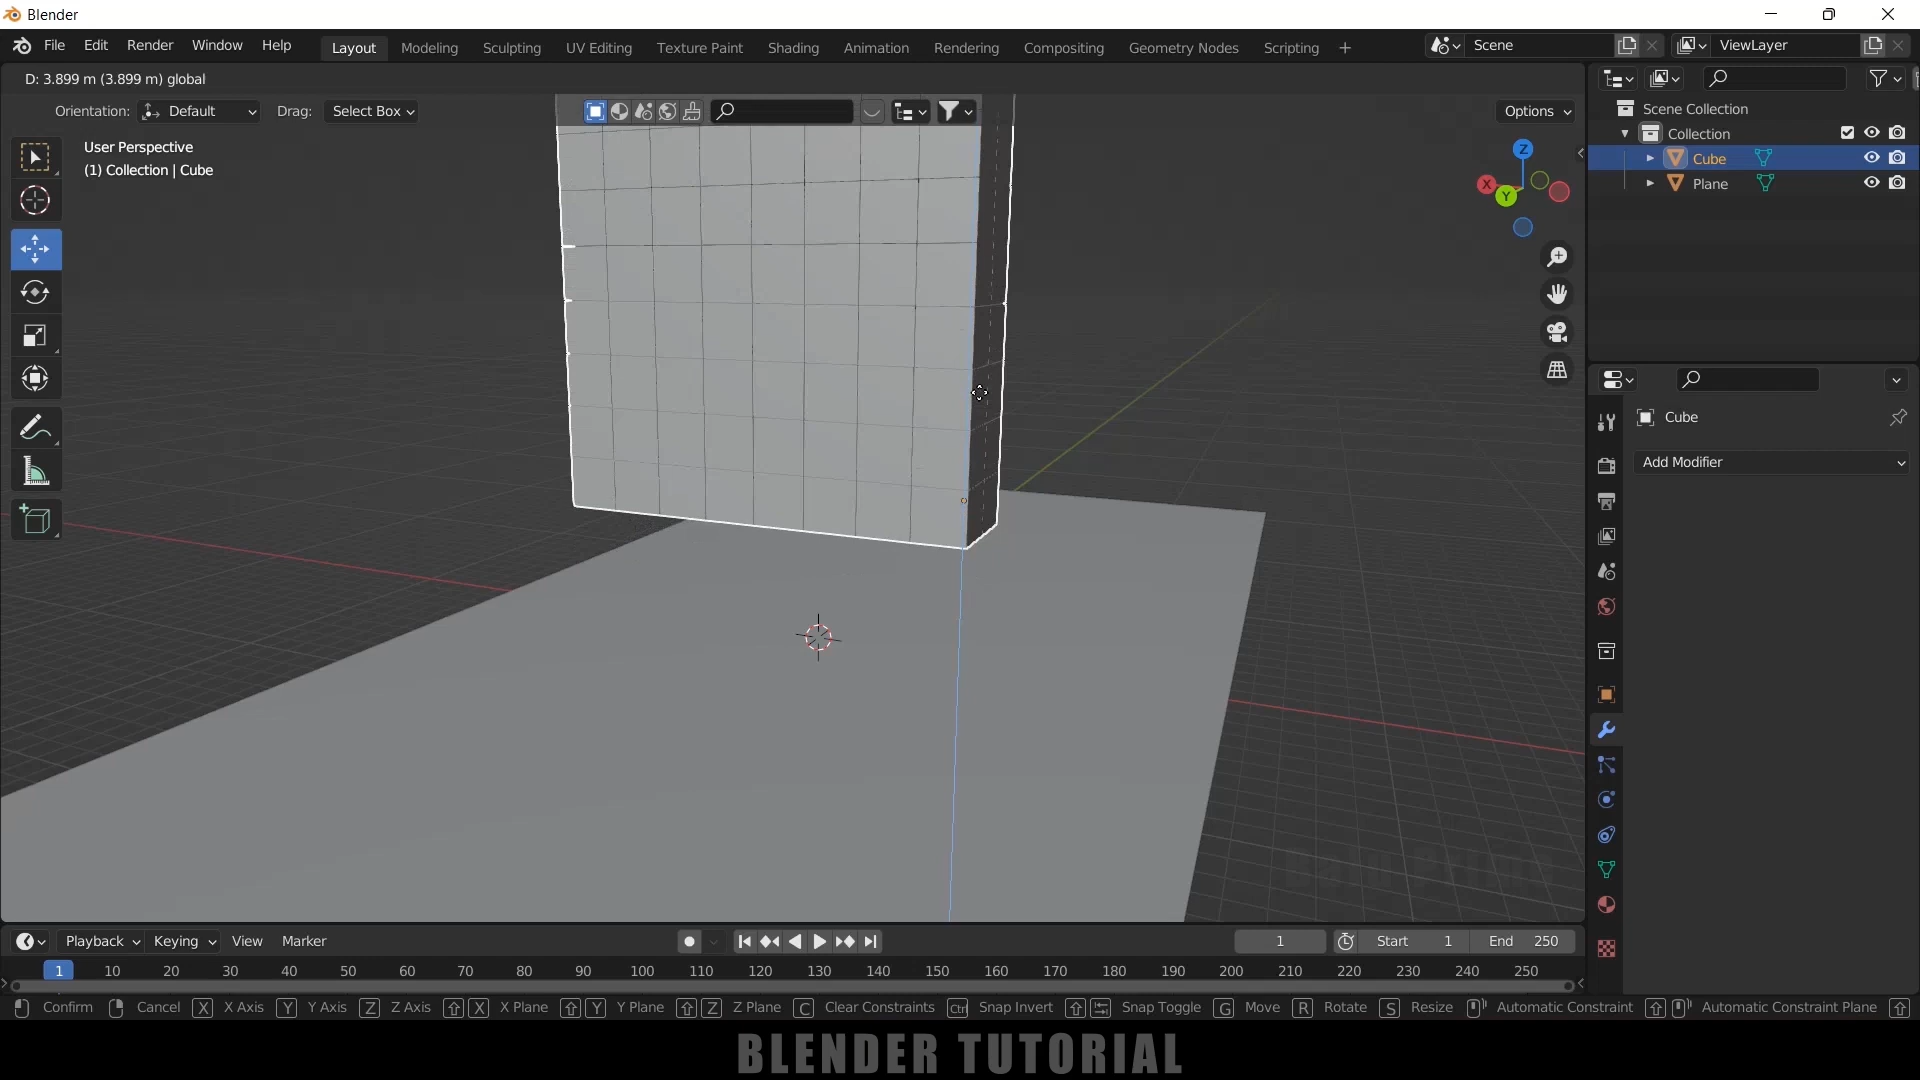 Blender
File Edit Render Window Help Layout Modeling Sculpting UV Editing Texture Paint Shading Animation Rendering Compositing Geometry Nodes Scripting + Scene ViewLayer
D: 3.899 m (3.899 m) global
Orientation: Default Drag: Select Box Options
User Perspective
(1) Collection | Cube
Z
X
Y
Scene Collection
Collection
Cube
Plane
Cube
Add Modifier
Playback Keying View Marker 1 Start 1 End 250
1 10 20 30 40 50 60 70 80 90 100 110 120 130 140 150 160 170 180 190 200 210 220 230 240 250
Confirm Cancel X X Axis Y Y Axis Z Z Axis X X Plane Y Y Plane Z Z Plane C Clear Constraints Ctrl Snap Invert Snap Toggle G Move R Rotate S Resize Automatic Constraint Automatic Constraint Plane
BLENDER TUTORIAL